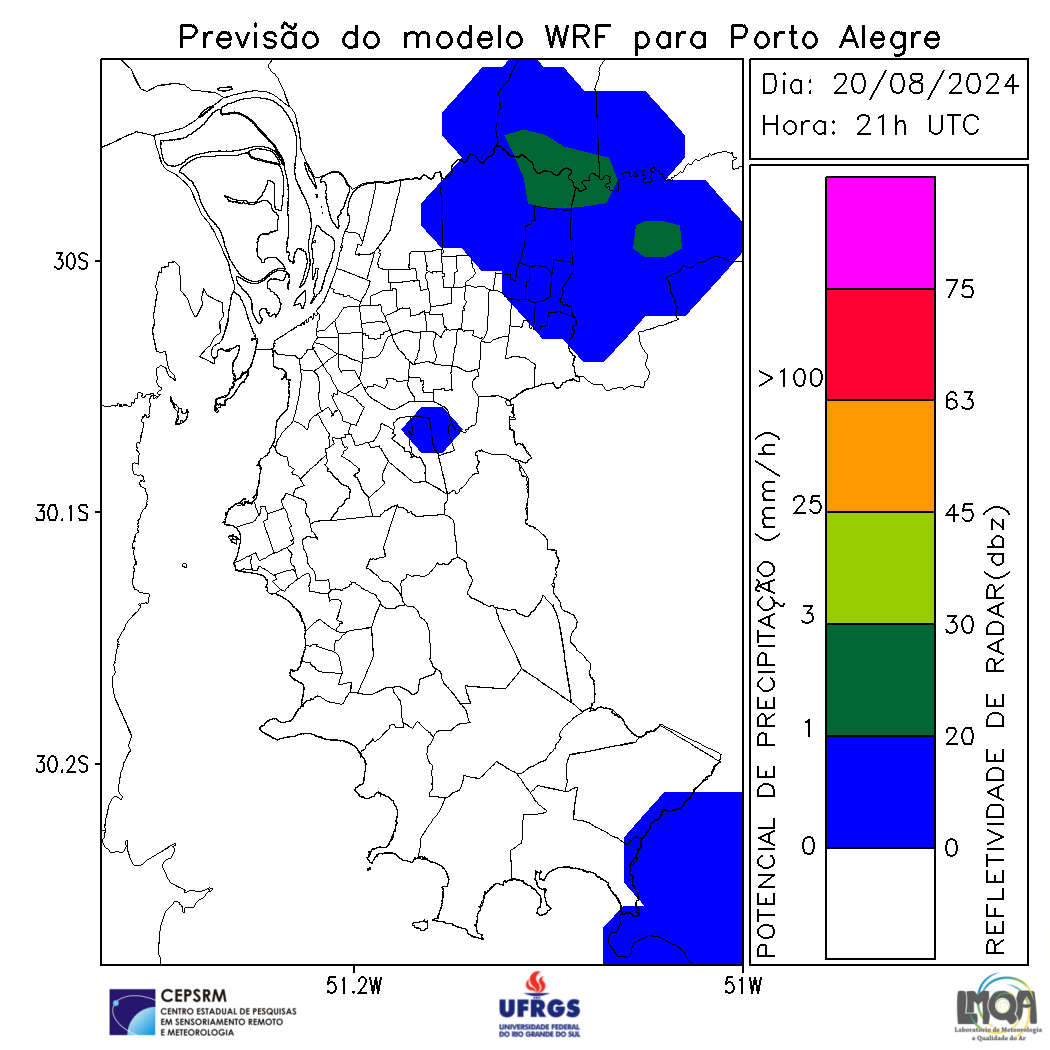 Previsão do modelo WRF para Porto Alegre
Dia: 20/08/2024
Hora: 21h UTC
30S
30.1S
30.2S
51.2W
51W
POTENCIAL DE PRECIPITAÇÃO (mm/h)
>100
25
3
1
0
75
63
45
30
20
0
REFLETIVIDADE DE RADAR(dbz)
CEPSRM
CENTRO ESTADUAL DE PESQUISAS
EM SENSORIAMENTO REMOTO
E METEOROLOGIA
UFRGS
UNIVERSIDADE FEDERAL
DO RIO GRANDE DO SUL
LMQA
Laboratório de Meteorologia
e Qualidade do Ar